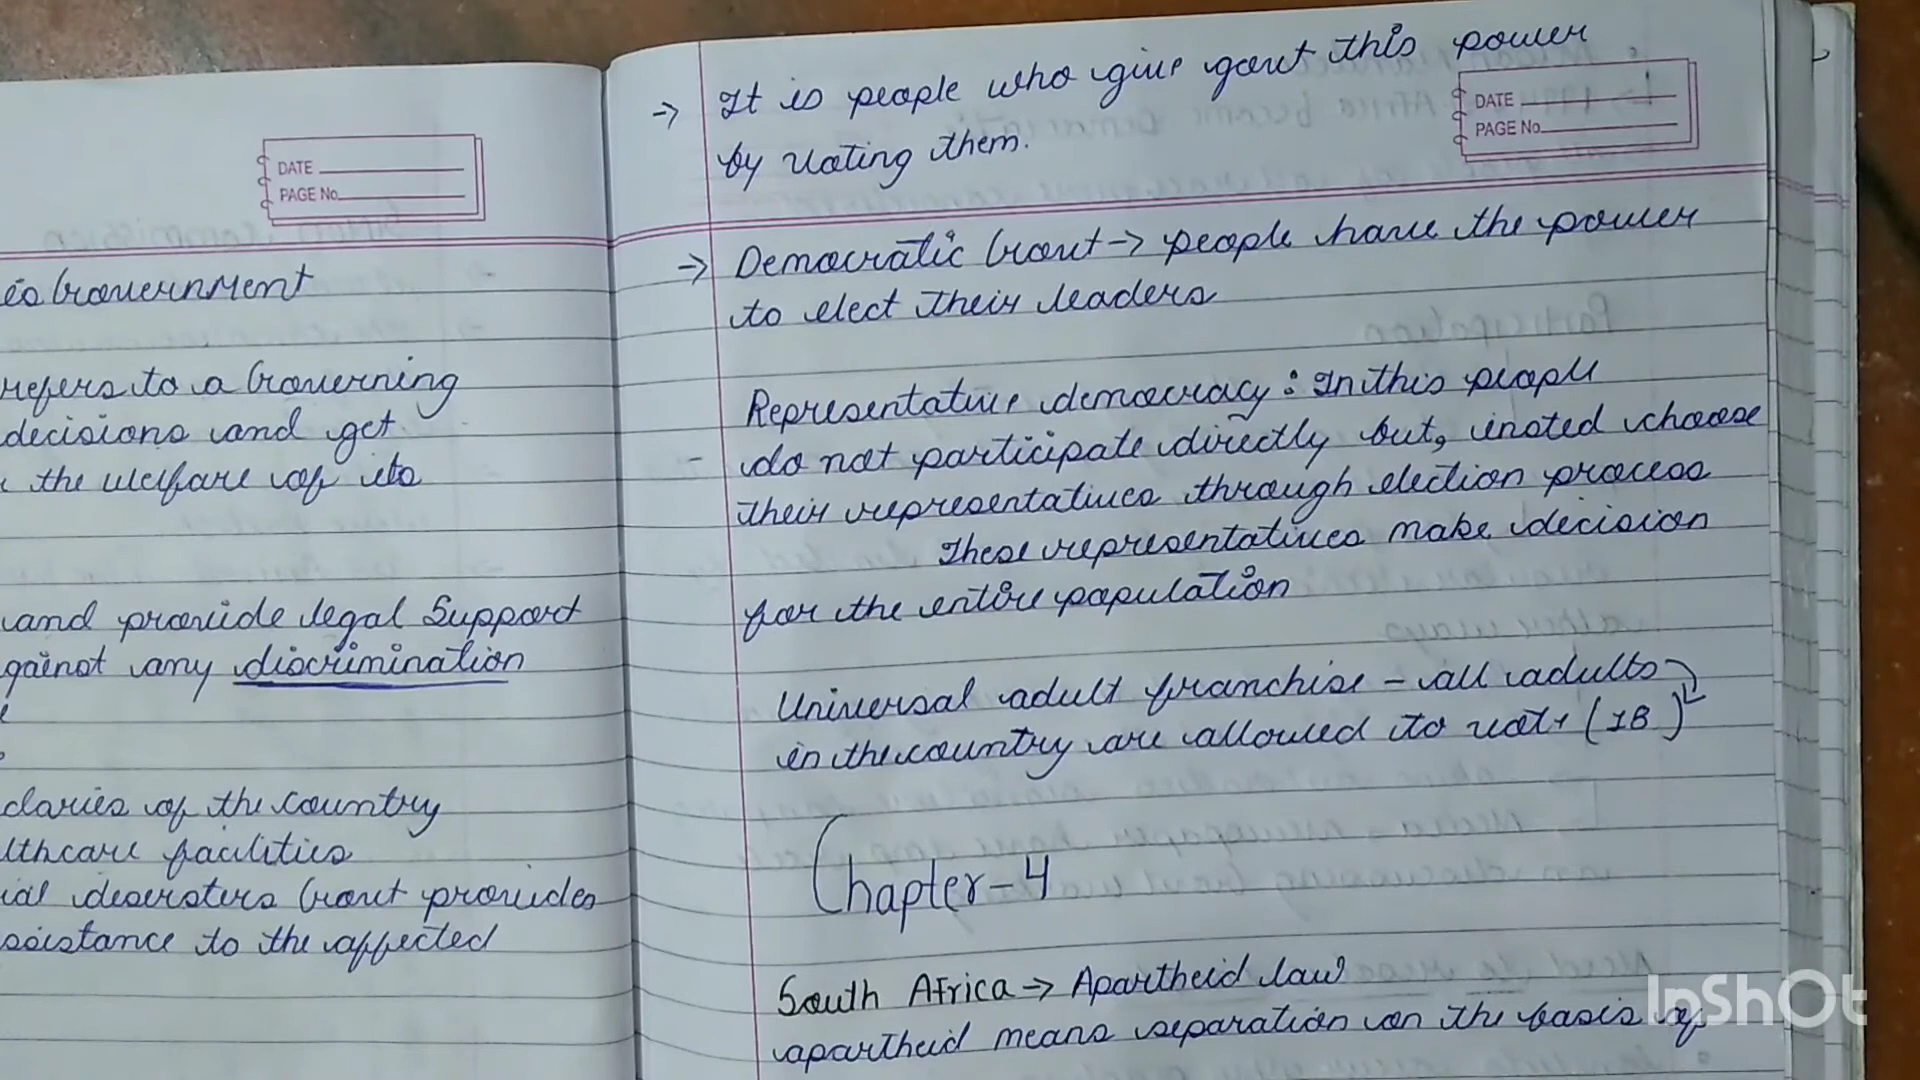 DATE
PAGE No.
is Government
refers to a Governing
decisions and get
the welfare of its
and provide legal Support
gainst any discrimination
daries of the country
lthcare facilities
ial desersters Govt provides
ssistance to the affected
→ It is people who give govt this power
by voting them.
DATE
PAGE No.
→ Democratic Govt → people have the power
to elect their leaders
Representative democracy : In this people
- do not participate directly but, insted choose
their representatives through election process
These representatives make decision
for the entire population
Universal adult franchise - all adults
in the country are allowed to vote (18)
Chapter-4
South Africa → Apartheid law
apartheid means separation on the basis of
InShOt